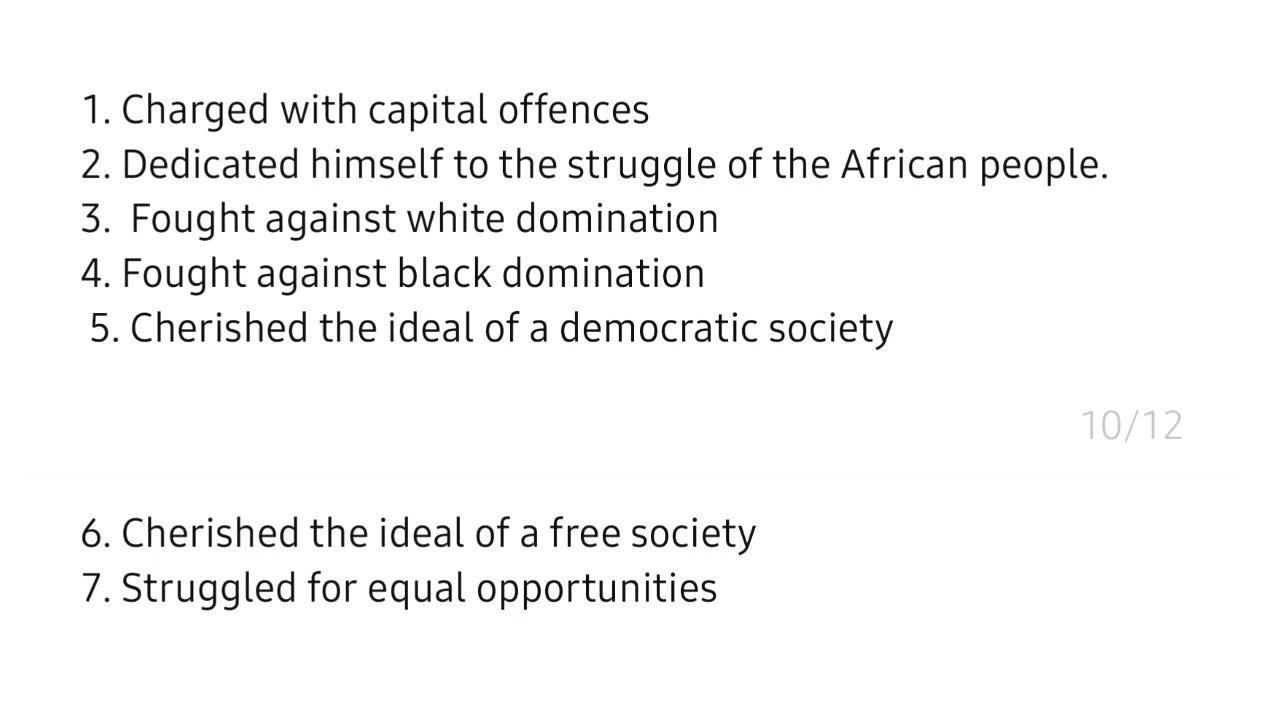 1. Charged with capital offences
2. Dedicated himself to the struggle of the African people.
3. Fought against white domination
4. Fought against black domination
5. Cherished the ideal of a democratic society
10/12
6. Cherished the ideal of a free society
7. Struggled for equal opportunities